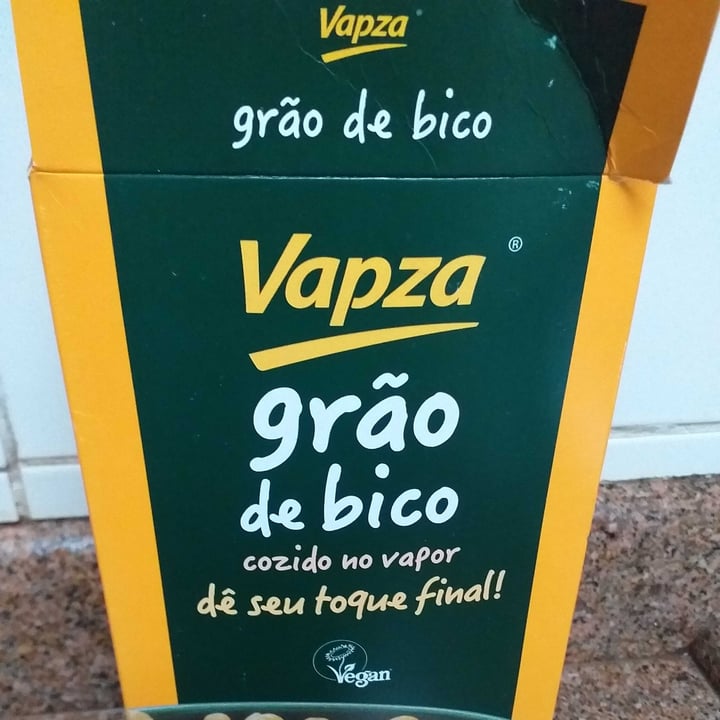 Vapza
grão de bico
Vapza®
grão
de bico
cozido no vapor
dê seu toque final!
Vegan